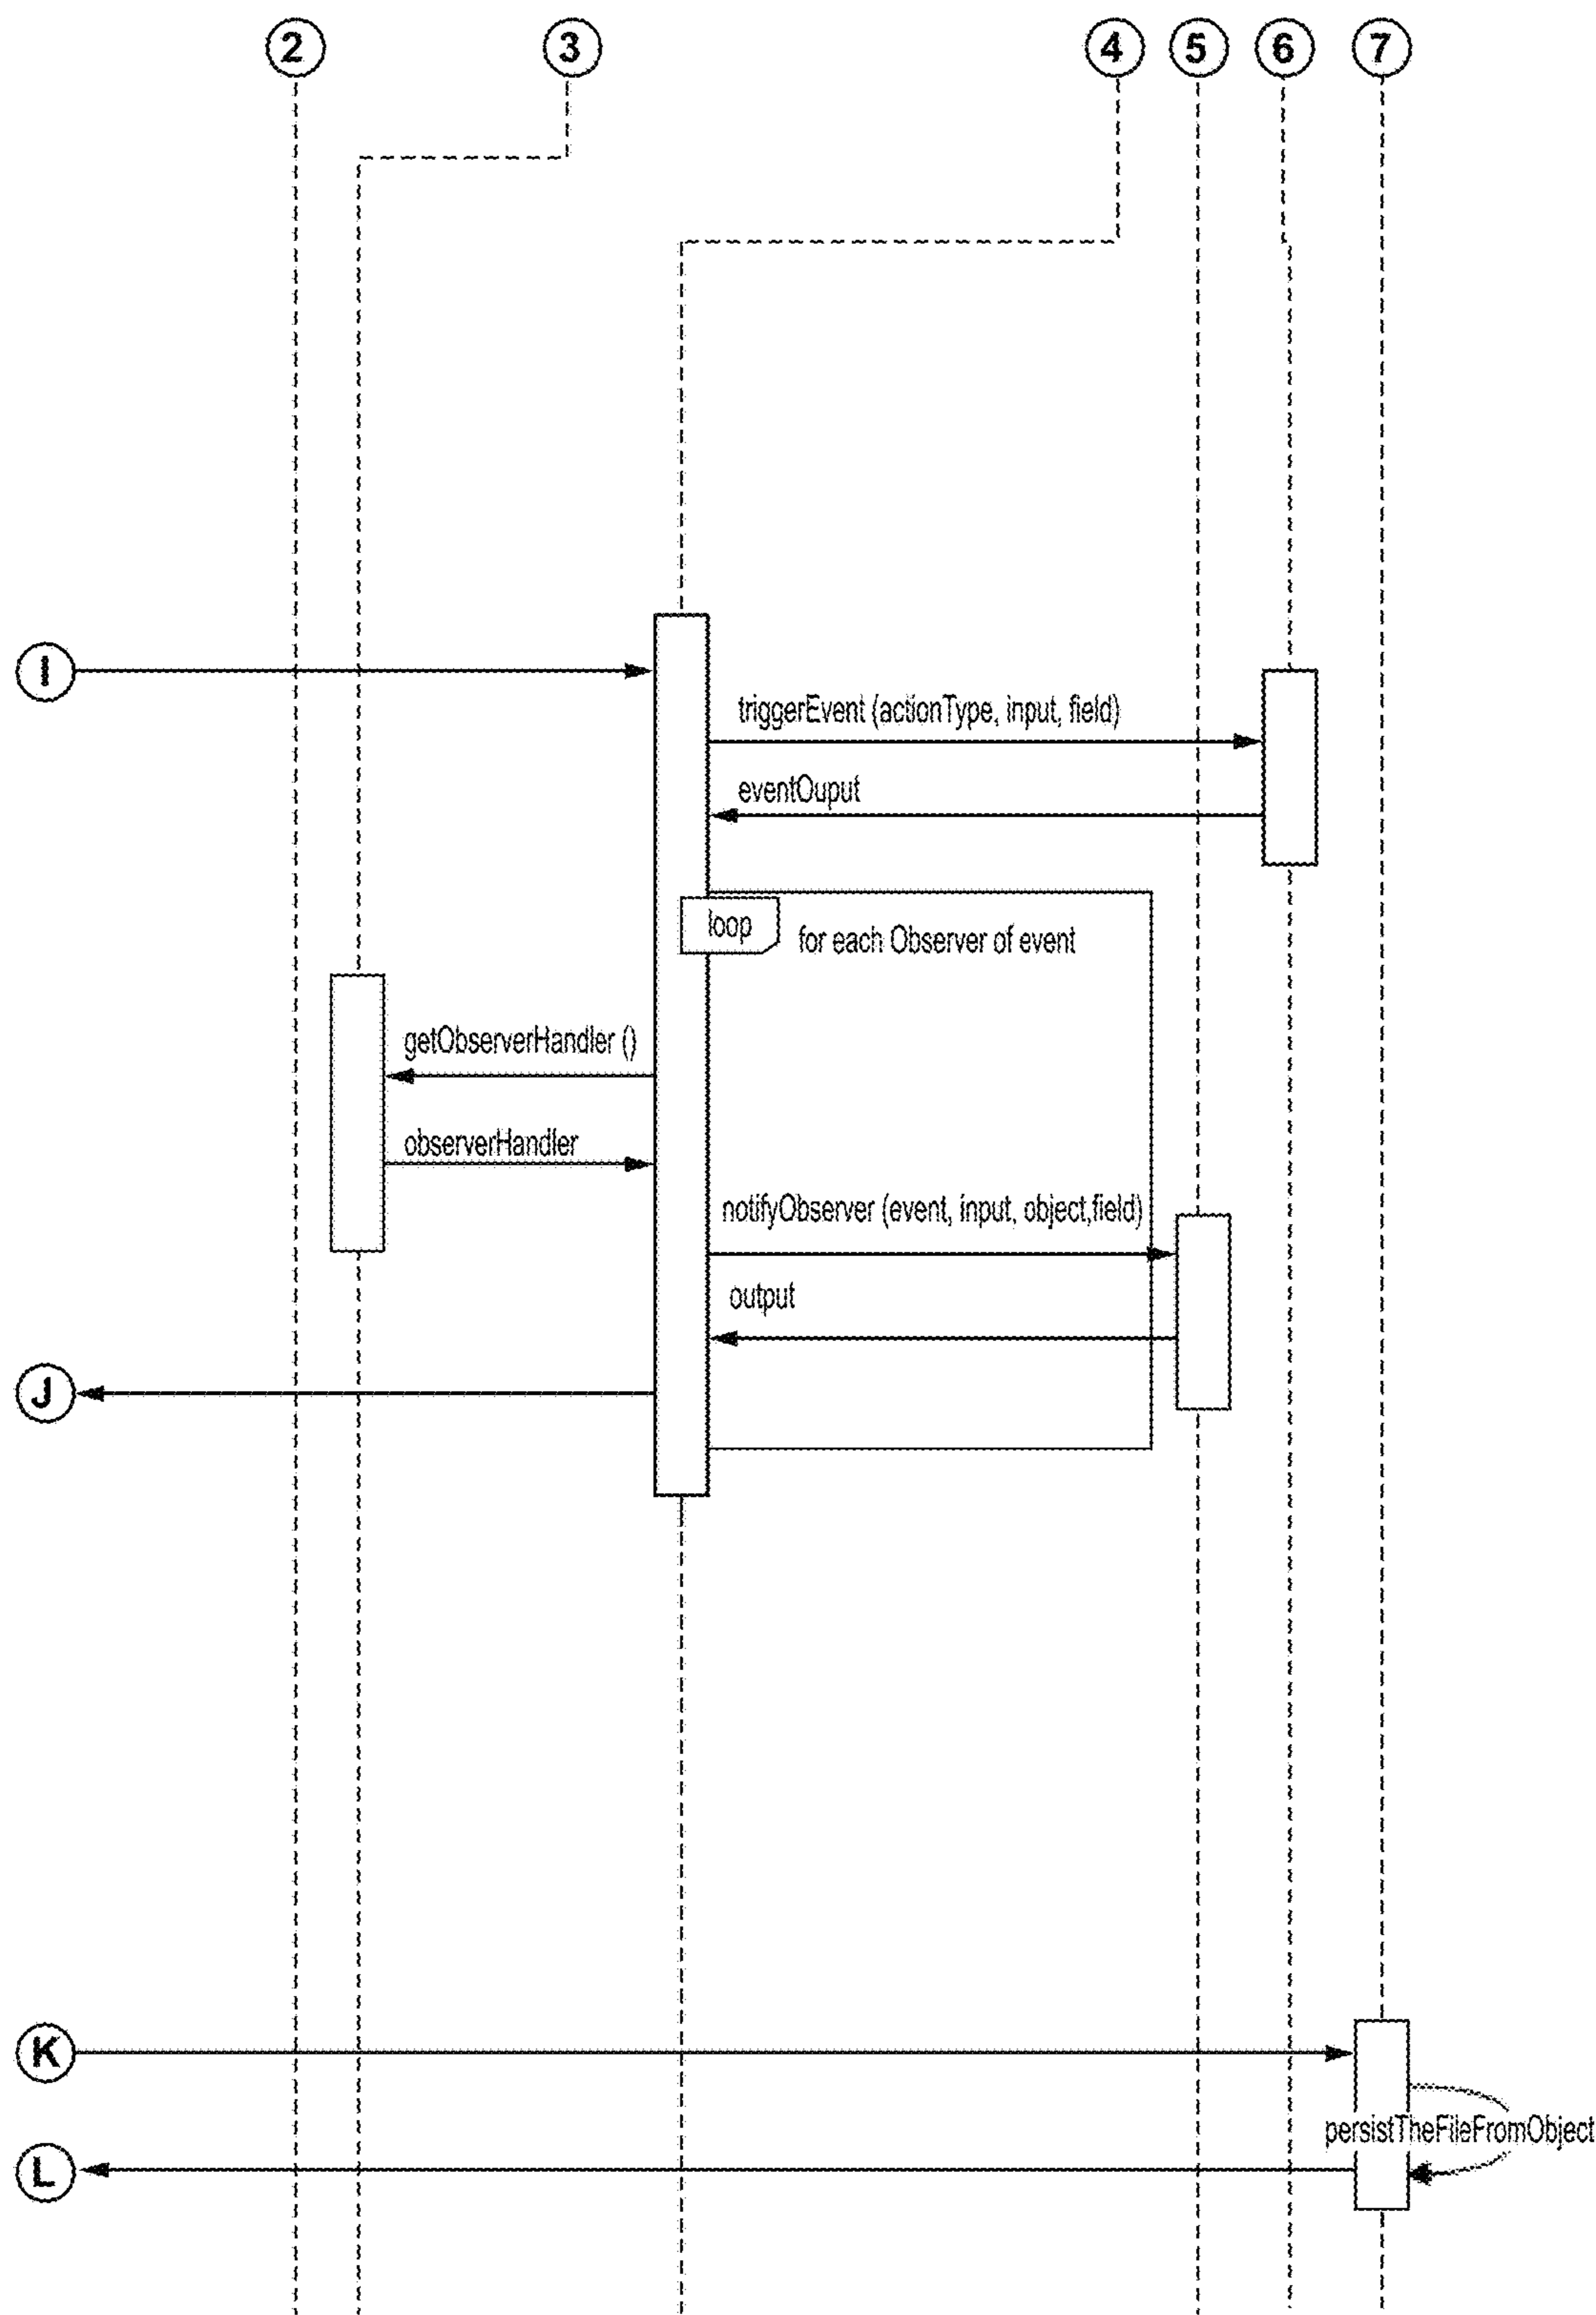 2 3 4 5 6 7
I
triggerEvent (actionType, input, field)
eventOuput
loop
for each Observer of event
getObserverHandler ()
observerHandler
notifyObserver (event, input, object,field)
output
J
K
persistTheFileFromObject
L